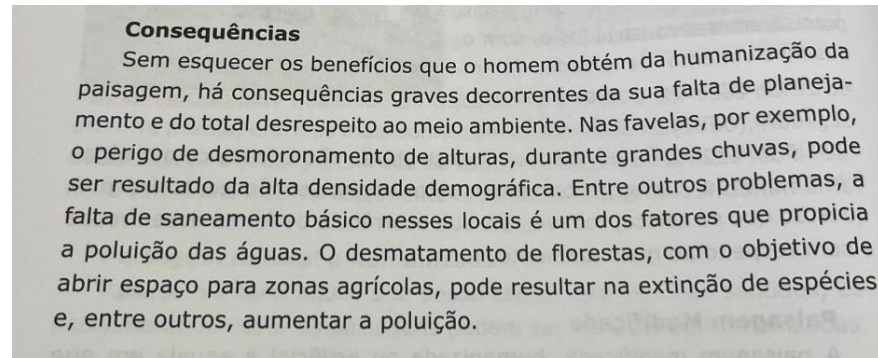 Consequências
Sem esquecer os benefícios que o homem obtém da humanização da
paisagem, há consequências graves decorrentes da sua falta de planeja-
mento e do total desrespeito ao meio ambiente. Nas favelas, por exemplo,
o perigo de desmoronamento de alturas, durante grandes chuvas, pode
ser resultado da alta densidade demográfica. Entre outros problemas, a
falta de saneamento básico nesses locais é um dos fatores que propicia
a poluição das águas. O desmatamento de florestas, com o objetivo de
abrir espaço para zonas agrícolas, pode resultar na extinção de espécies
e, entre outros, aumentar a poluição.